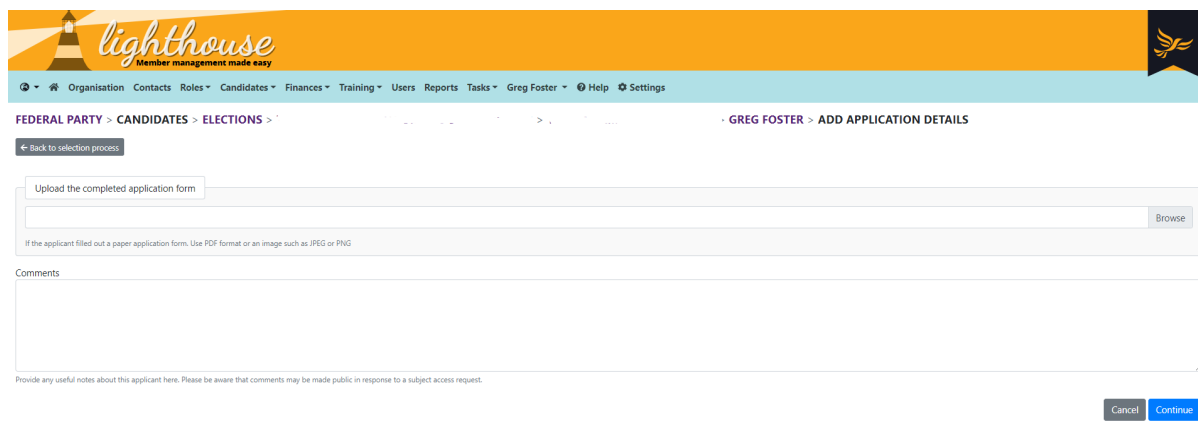 lighthouse
Member management made easy
Organisation Contacts Roles Candidates Finances Training Users Reports Tasks Greg Foster Help Settings
FEDERAL PARTY > CANDIDATES > ELECTIONS > > GREG FOSTER > ADD APPLICATION DETAILS
← Back to selection process
Upload the completed application form
Browse
If the applicant filled out a paper application form. Use PDF format or an image such as JPEG or PNG
Comments
Provide any useful notes about this applicant here. Please be aware that comments may be made public in response to a subject access request.
Cancel Continue